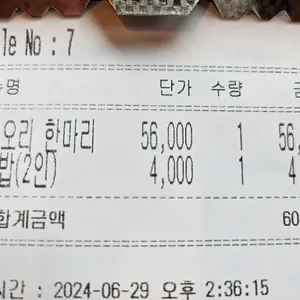 le No : 7
뉴명 단가 수량 금
오리 한마리 56,000 1 56,
밥(2인) 4,000 1 4,
합계금액 60
시간 : 2024-06-29 오후 2:36:15